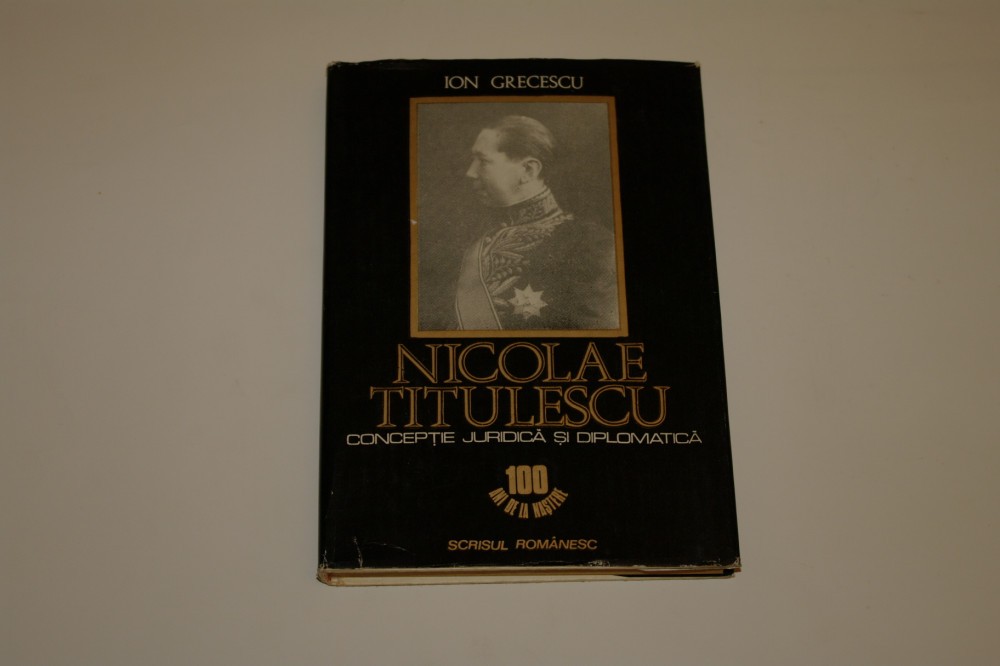 ION GRECESCU
NICOLAE
TITULESCU
CONCEPȚIE JURIDICĂ ȘI DIPLOMATICĂ
100
ANI DE LA NAȘTERE
SCRISUL ROMÂNESC